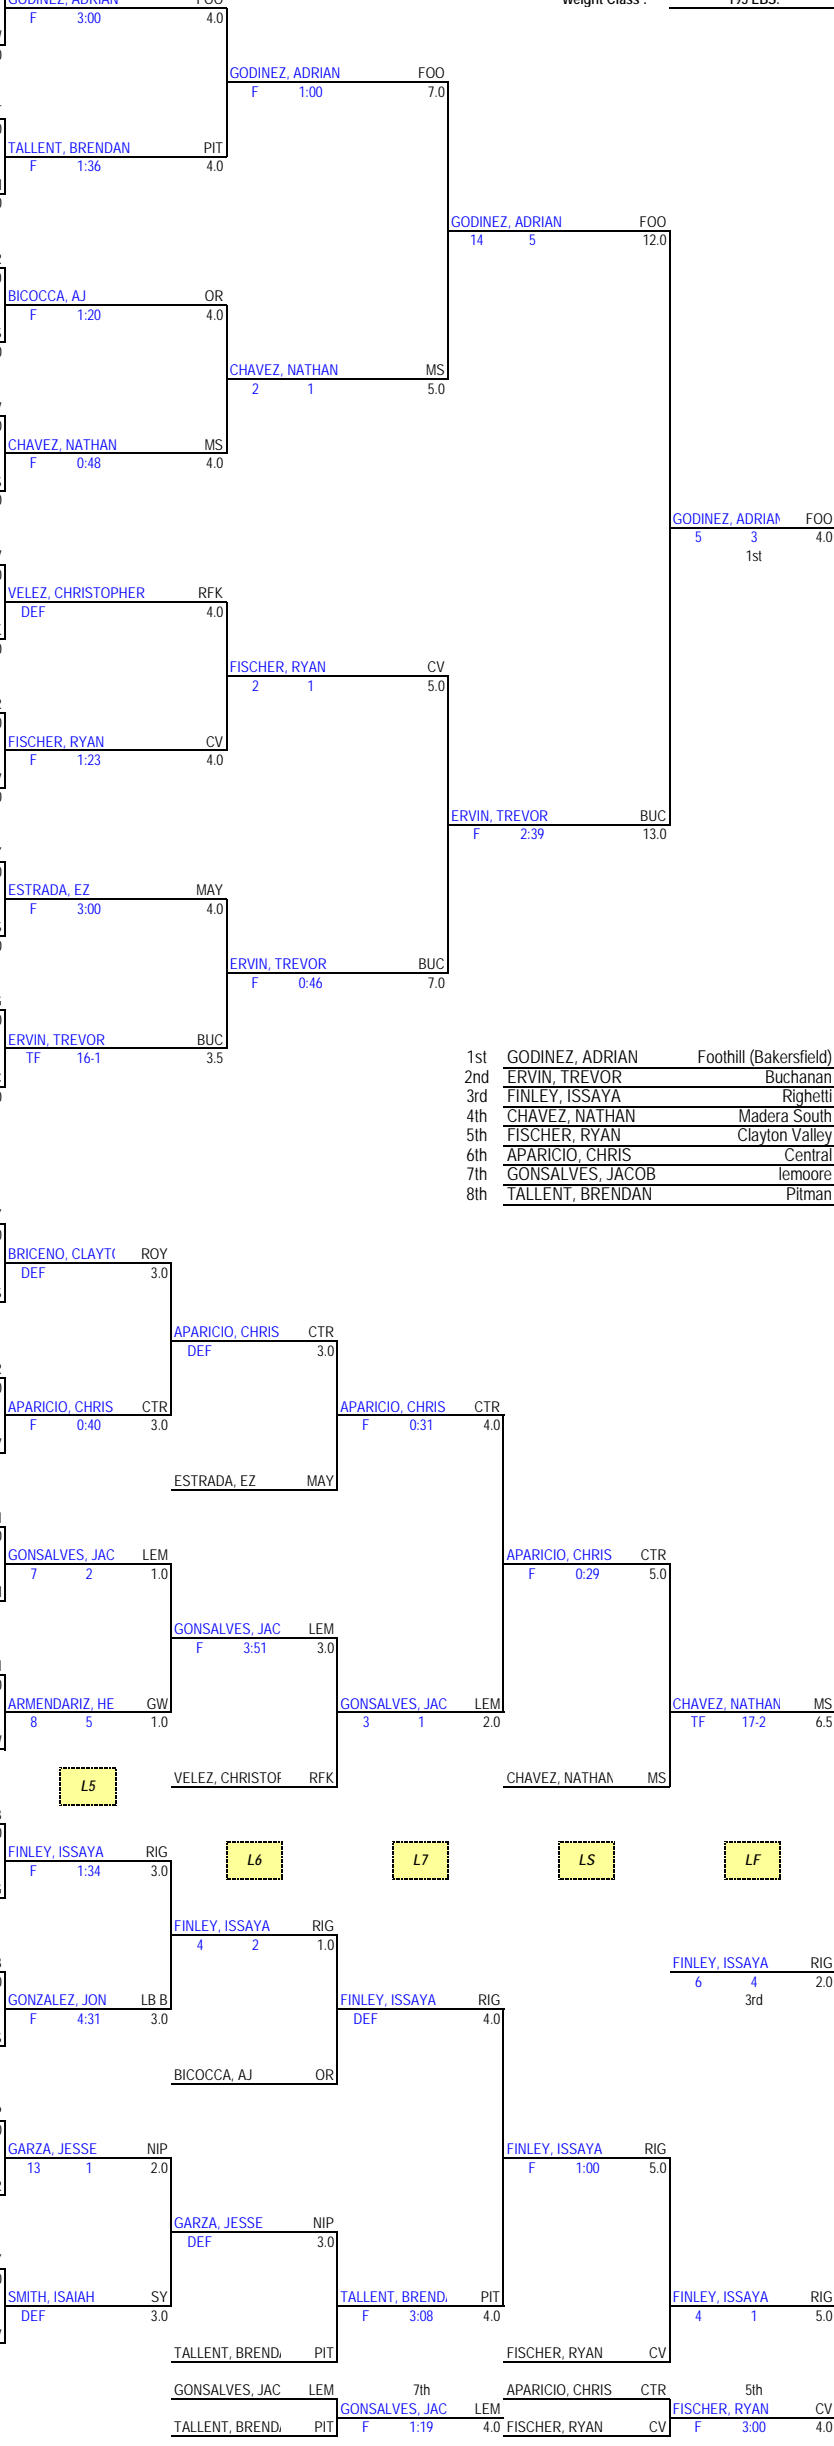 GODINEZ, ADRIAN FOO
F 3:00 4.0
Weight Class : 195 LBS.
GODINEZ, ADRIAN FOO
F 1:00 7.0
TALLENT, BRENDAN PIT
F 1:36 4.0
GODINEZ, ADRIAN FOO
14 5 12.0
BICOCCA, AJ OR
F 1:20 4.0
CHAVEZ, NATHAN MS
2 1 5.0
CHAVEZ, NATHAN MS
F 0:48 4.0
GODINEZ, ADRIAN FOO
5 3 4.0
1st
VELEZ, CHRISTOPHER RFK
DEF 4.0
FISCHER, RYAN CV
2 1 5.0
FISCHER, RYAN CV
F 1:23 4.0
ERVIN, TREVOR BUC
F 2:39 13.0
ESTRADA, EZ MAY
F 3:00 4.0
ERVIN, TREVOR BUC
F 0:46 7.0
ERVIN, TREVOR BUC
TF 16-1 3.5
1st GODINEZ, ADRIAN Foothill (Bakersfield)
2nd ERVIN, TREVOR Buchanan
3rd FINLEY, ISSAYA Righetti
4th CHAVEZ, NATHAN Madera South
5th FISCHER, RYAN Clayton Valley
6th APARICIO, CHRIS Central
7th GONSALVES, JACOB lemoore
8th TALLENT, BRENDAN Pitman
BRICENO, CLAYT( ROY
DEF 3.0
APARICIO, CHRIS CTR
DEF 3.0
APARICIO, CHRIS CTR
F 0:40 3.0
APARICIO, CHRIS CTR
F 0:31 4.0
ESTRADA, EZ MAY
GONSALVES, JAC LEM
7 2 1.0
APARICIO, CHRIS CTR
F 0:29 5.0
GONSALVES, JAC LEM
F 3:51 3.0
ARMENDARIZ, HE GW
8 5 1.0
GONSALVES, JAC LEM
3 1 2.0
CHAVEZ, NATHAN MS
TF 17-2 6.5
L5
VELEZ, CHRISTOF RFK
CHAVEZ, NATHAN MS
FINLEY, ISSAYA RIG
F 1:34 3.0
L6 L7 LS LF
FINLEY, ISSAYA RIG
4 2 1.0
FINLEY, ISSAYA RIG
6 4 2.0
3rd
GONZALEZ, JON LB B
F 4:31 3.0
FINLEY, ISSAYA RIG
DEF 4.0
BICOCCA, AJ OR
GARZA, JESSE NIP
13 1 2.0
FINLEY, ISSAYA RIG
F 1:00 5.0
GARZA, JESSE NIP
DEF 3.0
SMITH, ISAIAH SY
DEF 3.0
TALLENT, BREND PIT
F 3:08 4.0
FINLEY, ISSAYA RIG
4 1 5.0
TALLENT, BREND PIT
FISCHER, RYAN CV
GONSALVES, JAC LEM 7th APARICIO, CHRIS CTR 5th
GONSALVES, JAC LEM FISCHER, RYAN CV
TALLENT, BREND PIT F 1:19 4.0 FISCHER, RYAN CV F 3:00 4.0